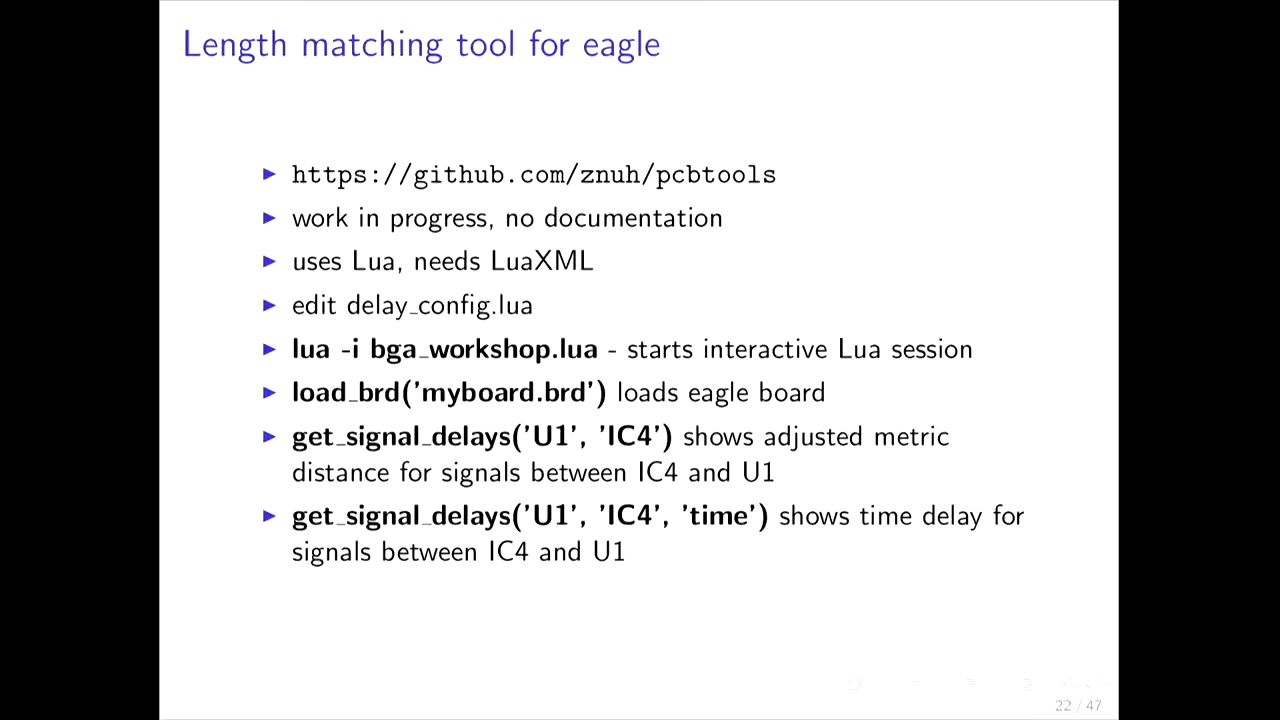 Length matching tool for eagle
https://github.com/znuh/pcbtools
work in progress, no documentation
uses Lua, needs LuaXML
edit delay_config.lua
lua -i bga_workshop.lua - starts interactive Lua session
load_brd('myboard.brd') loads eagle board
get_signal_delays('U1', 'IC4') shows adjusted metric
distance for signals between IC4 and U1
get_signal_delays('U1', 'IC4', 'time') shows time delay for
signals between IC4 and U1
22 / 47